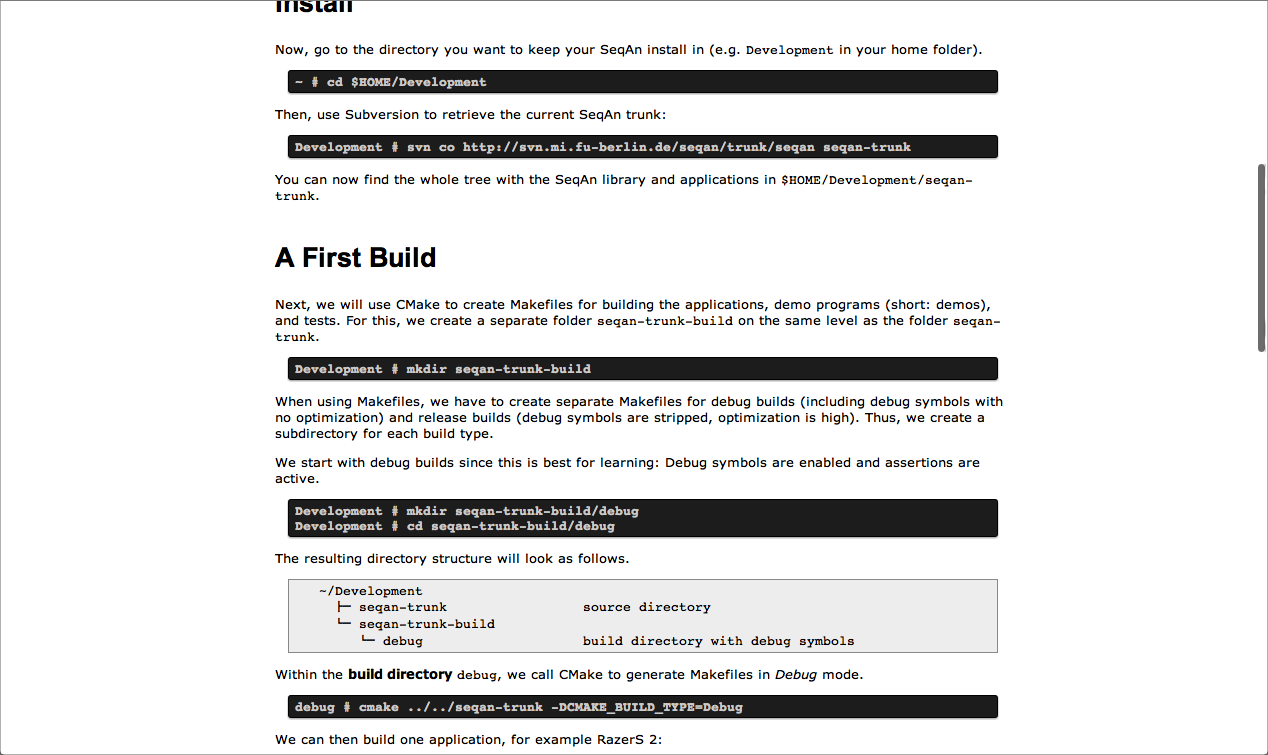 Install
Now, go to the directory you want to keep your SeqAn install in (e.g. Development in your home folder).
~ # cd $HOME/Development
Then, use Subversion to retrieve the current SeqAn trunk:
Development # svn co http://svn.mi.fu-berlin.de/seqan/trunk/seqan seqan-trunk
You can now find the whole tree with the SeqAn library and applications in $HOME/Development/seqan-
trunk.
A First Build
Next, we will use CMake to create Makefiles for building the applications, demo programs (short: demos),
and tests. For this, we create a separate folder seqan-trunk-build on the same level as the folder seqan-
trunk.
Development # mkdir seqan-trunk-build
When using Makefiles, we have to create separate Makefiles for debug builds (including debug symbols with
no optimization) and release builds (debug symbols are stripped, optimization is high). Thus, we create a
subdirectory for each build type.
We start with debug builds since this is best for learning: Debug symbols are enabled and assertions are
active.
Development # mkdir seqan-trunk-build/debug
Development # cd seqan-trunk-build/debug
The resulting directory structure will look as follows.
~/Development
├─ seqan-trunk source directory
└─ seqan-trunk-build
└─ debug build directory with debug symbols
Within the build directory debug, we call CMake to generate Makefiles in Debug mode.
debug # cmake ../../seqan-trunk -DCMAKE_BUILD_TYPE=Debug
We can then build one application, for example RazerS 2: